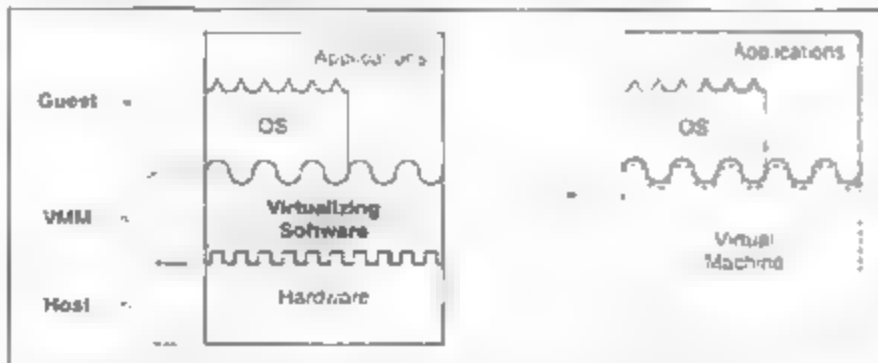 Applications
Guest
OS
VMM
Virtualizing
Software
Host
Hardware
Applications
OS
Virtual
Machine